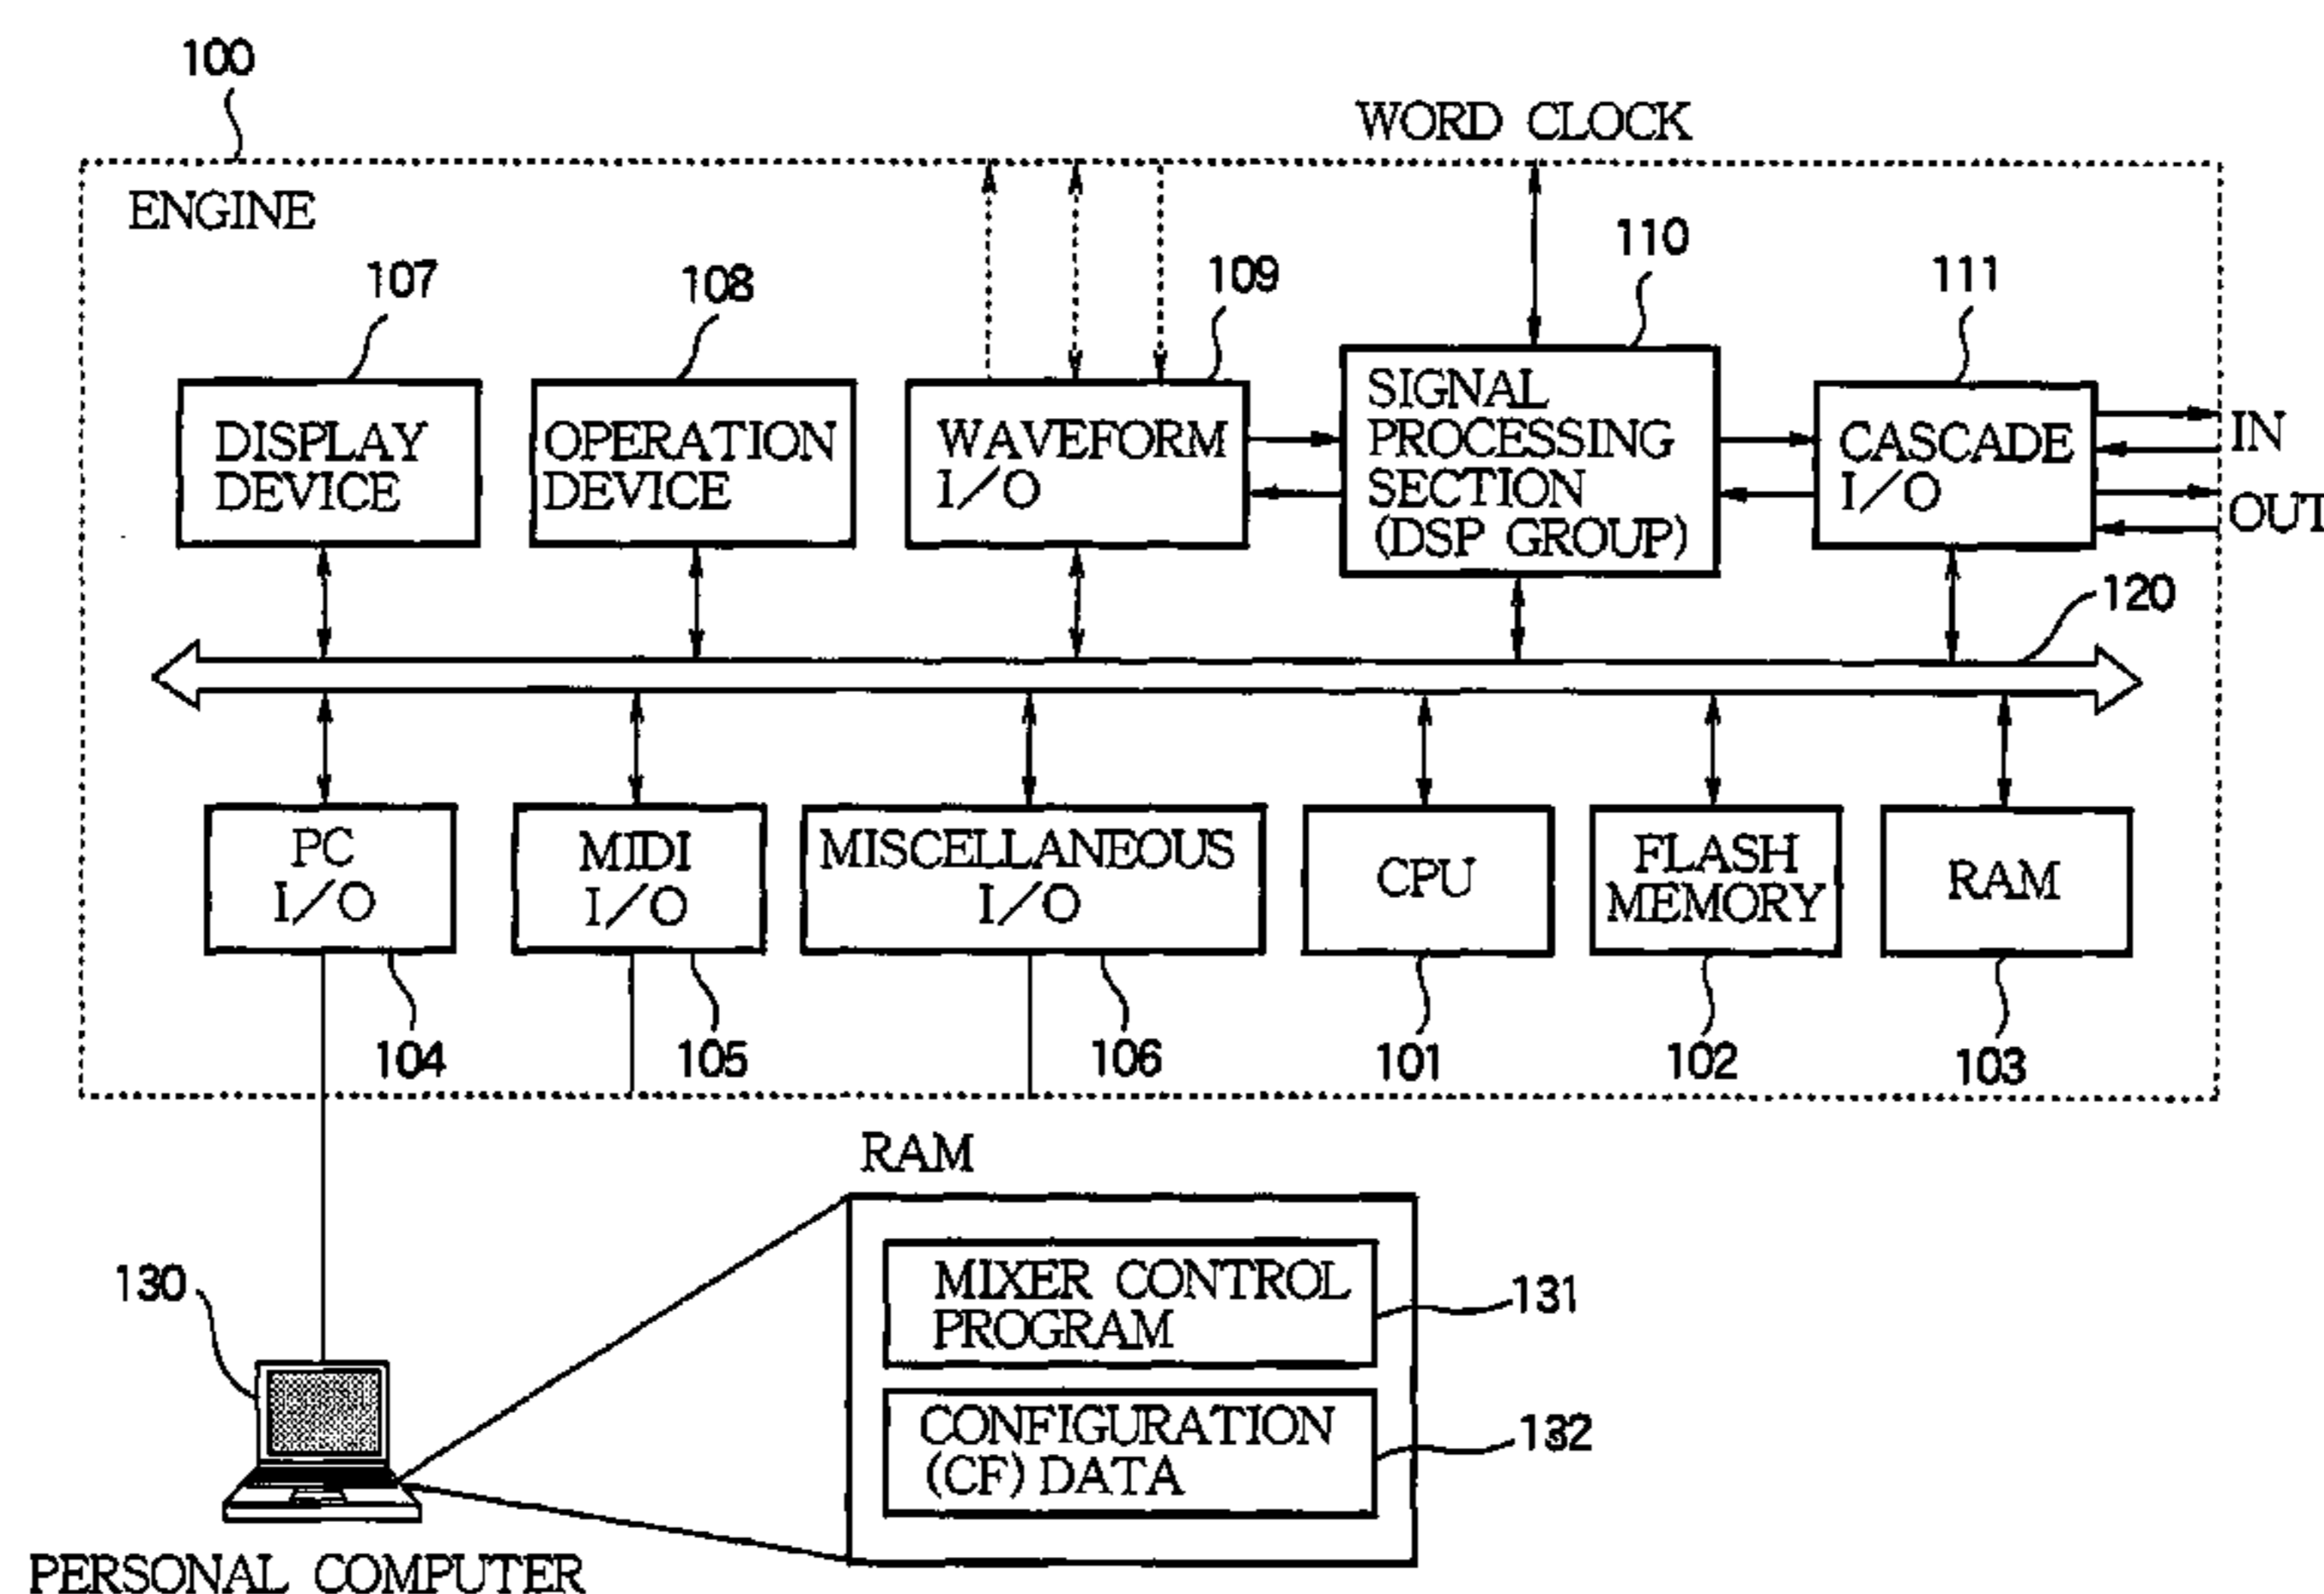 100
WORD CLOCK
ENGINE
107
108
109
110
111
DISPLAY
DEVICE
OPERATION
DEVICE
WAVEFORM
I/O
SIGNAL
PROCESSING
SECTION
(DSP GROUP)
CASCADE
I/O
IN
OUT
120
PC
I/O
MIDI
I/O
MISCELLANEOUS
I/O
CPU
FLASH
MEMORY
RAM
104
105
106
101
102
103
RAM
130
MIXER CONTROL
PROGRAM
131
CONFIGURATION
(CF) DATA
132
PERSONAL COMPUTER